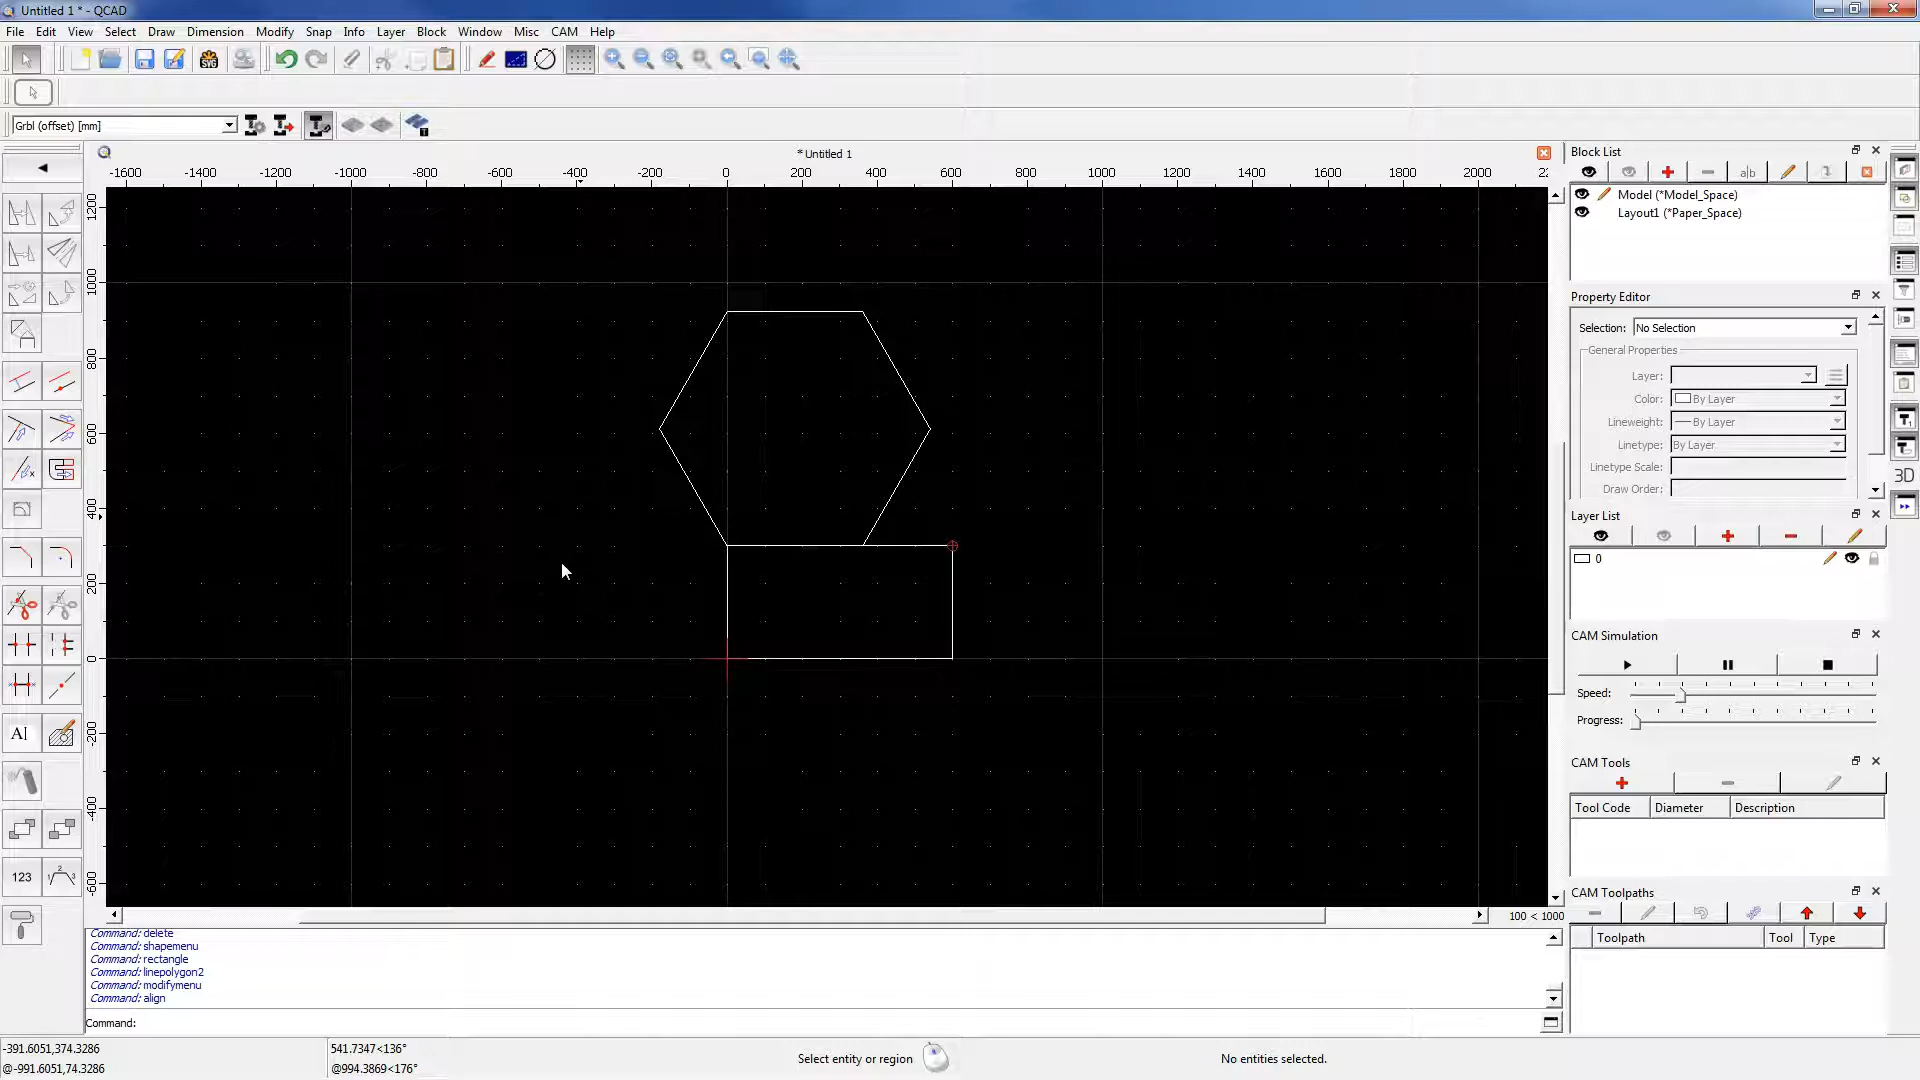 Untitled 1 * - QCAD
File Edit View Select Draw Dimension Modify Snap Info Layer Block Window Misc CAM Help
SVG
Grbl (offset) [mm]
* Untitled 1
-1600 -1000 -800 -600 -400 -200 0 200 400 600 800 1000 1200 1400 1600 1800 2000
1200
1000
800
600
400
200
0
-200
-400
-600
A
123
100 < 1000
Command: delete
Command: shapemenu
Command: rectangle
Command: linepolygon2
Command: modifymenu
Command: align
Command:
-391.6051,374.3286
@-991.6051,74.3286
541.7347<136°
@994.3869<176°
Select entity or region
No entities selected.
Block List
a|b
Model (*Model_Space)
Layout1 (*Paper_Space)
Property Editor
Selection: No Selection
General Properties
Layer:
Color: By Layer
Lineweight: By Layer
Linetype: By Layer
Linetype Scale:
Draw Order:
Layer List
0
CAM Simulation
Speed:
Progress:
CAM Tools
Tool Code Diameter Description
CAM Toolpaths
Toolpath Tool Type
3D